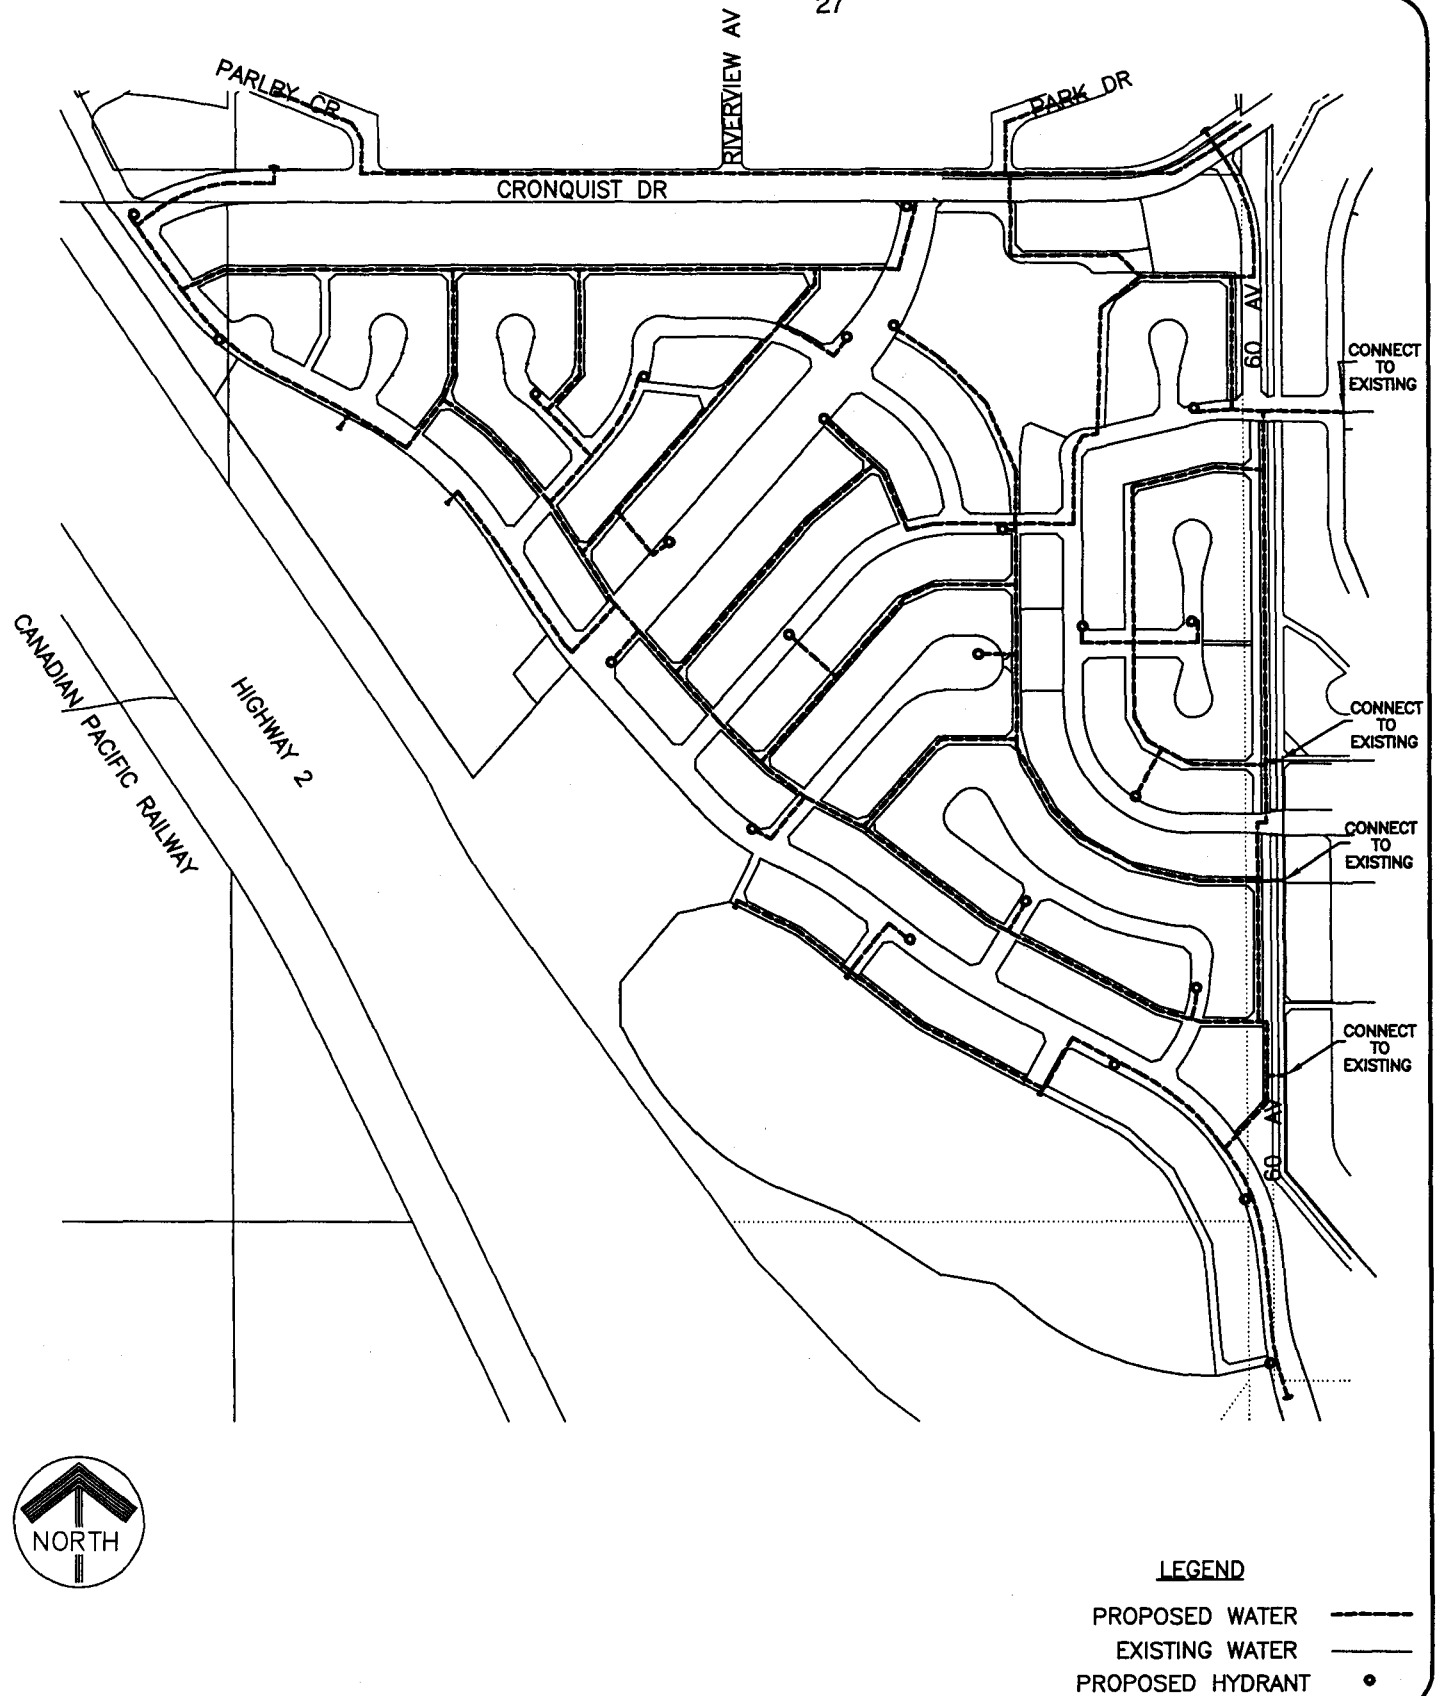 27
PARLBY CR
RIVERVIEW AV
PARK DR
CRONQUIST DR
60 AV
CONNECT
TO
EXISTING
CANADIAN PACIFIC RAILWAY
HIGHWAY 2
CONNECT
TO
EXISTING
CONNECT
TO
EXISTING
CONNECT
TO
EXISTING
60 AV
NORTH
LEGEND
PROPOSED WATER
EXISTING WATER
PROPOSED HYDRANT